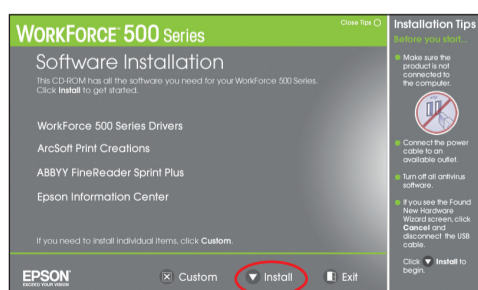 Close Tips
WORKFORCE™ 500 Series
Software Installation
This CD-ROM has all the software you need for your WorkForce 500 Series.
Click Install to get started.
WorkForce 500 Series Drivers
ArcSoft Print Creations
ABBYY FineReader Sprint Plus
Epson Information Center
If you need to install individual items, click Custom.
EPSON®
EXCEED YOUR VISION
Custom
Install
Exit
Installation Tips
Before you start...
Make sure the
product is not
connected to
the computer.
Connect the power
cable to an
available outlet.
Turn off all antivirus
software.
If you see the Found
New Hardware
Wizard screen, click
Cancel and
disconnect the USB
cable.
Click Install to
begin.